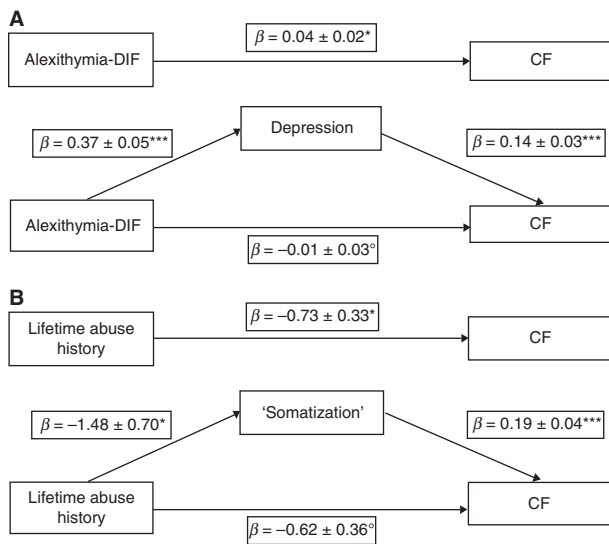 A
β = 0.04 ± 0.02*
Alexithymia-DIF
CF
Depression
β = 0.37 ± 0.05***
β = 0.14 ± 0.03***
Alexithymia-DIF
CF
β = –0.01 ± 0.03°
B
β = –0.73 ± 0.33*
Lifetime abuse
history
CF
'Somatization'
β = –1.48 ± 0.70*
β = 0.19 ± 0.04***
Lifetime abuse
history
CF
β = –0.62 ± 0.36°